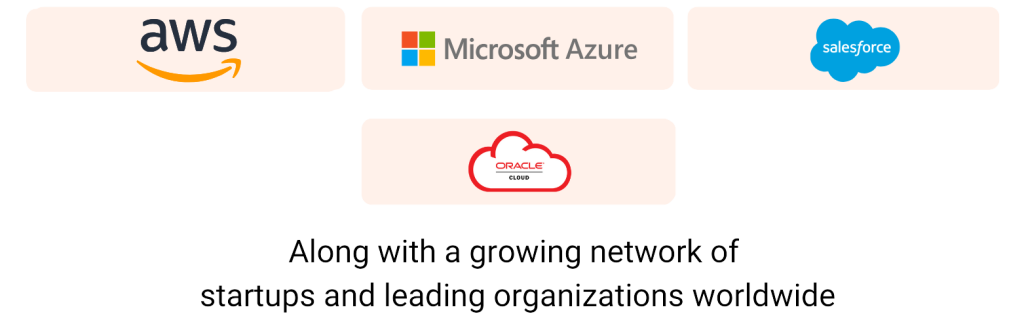 aws
Microsoft Azure
salesforce
ORACLE
CLOUD
Along with a growing network of
startups and leading organizations worldwide